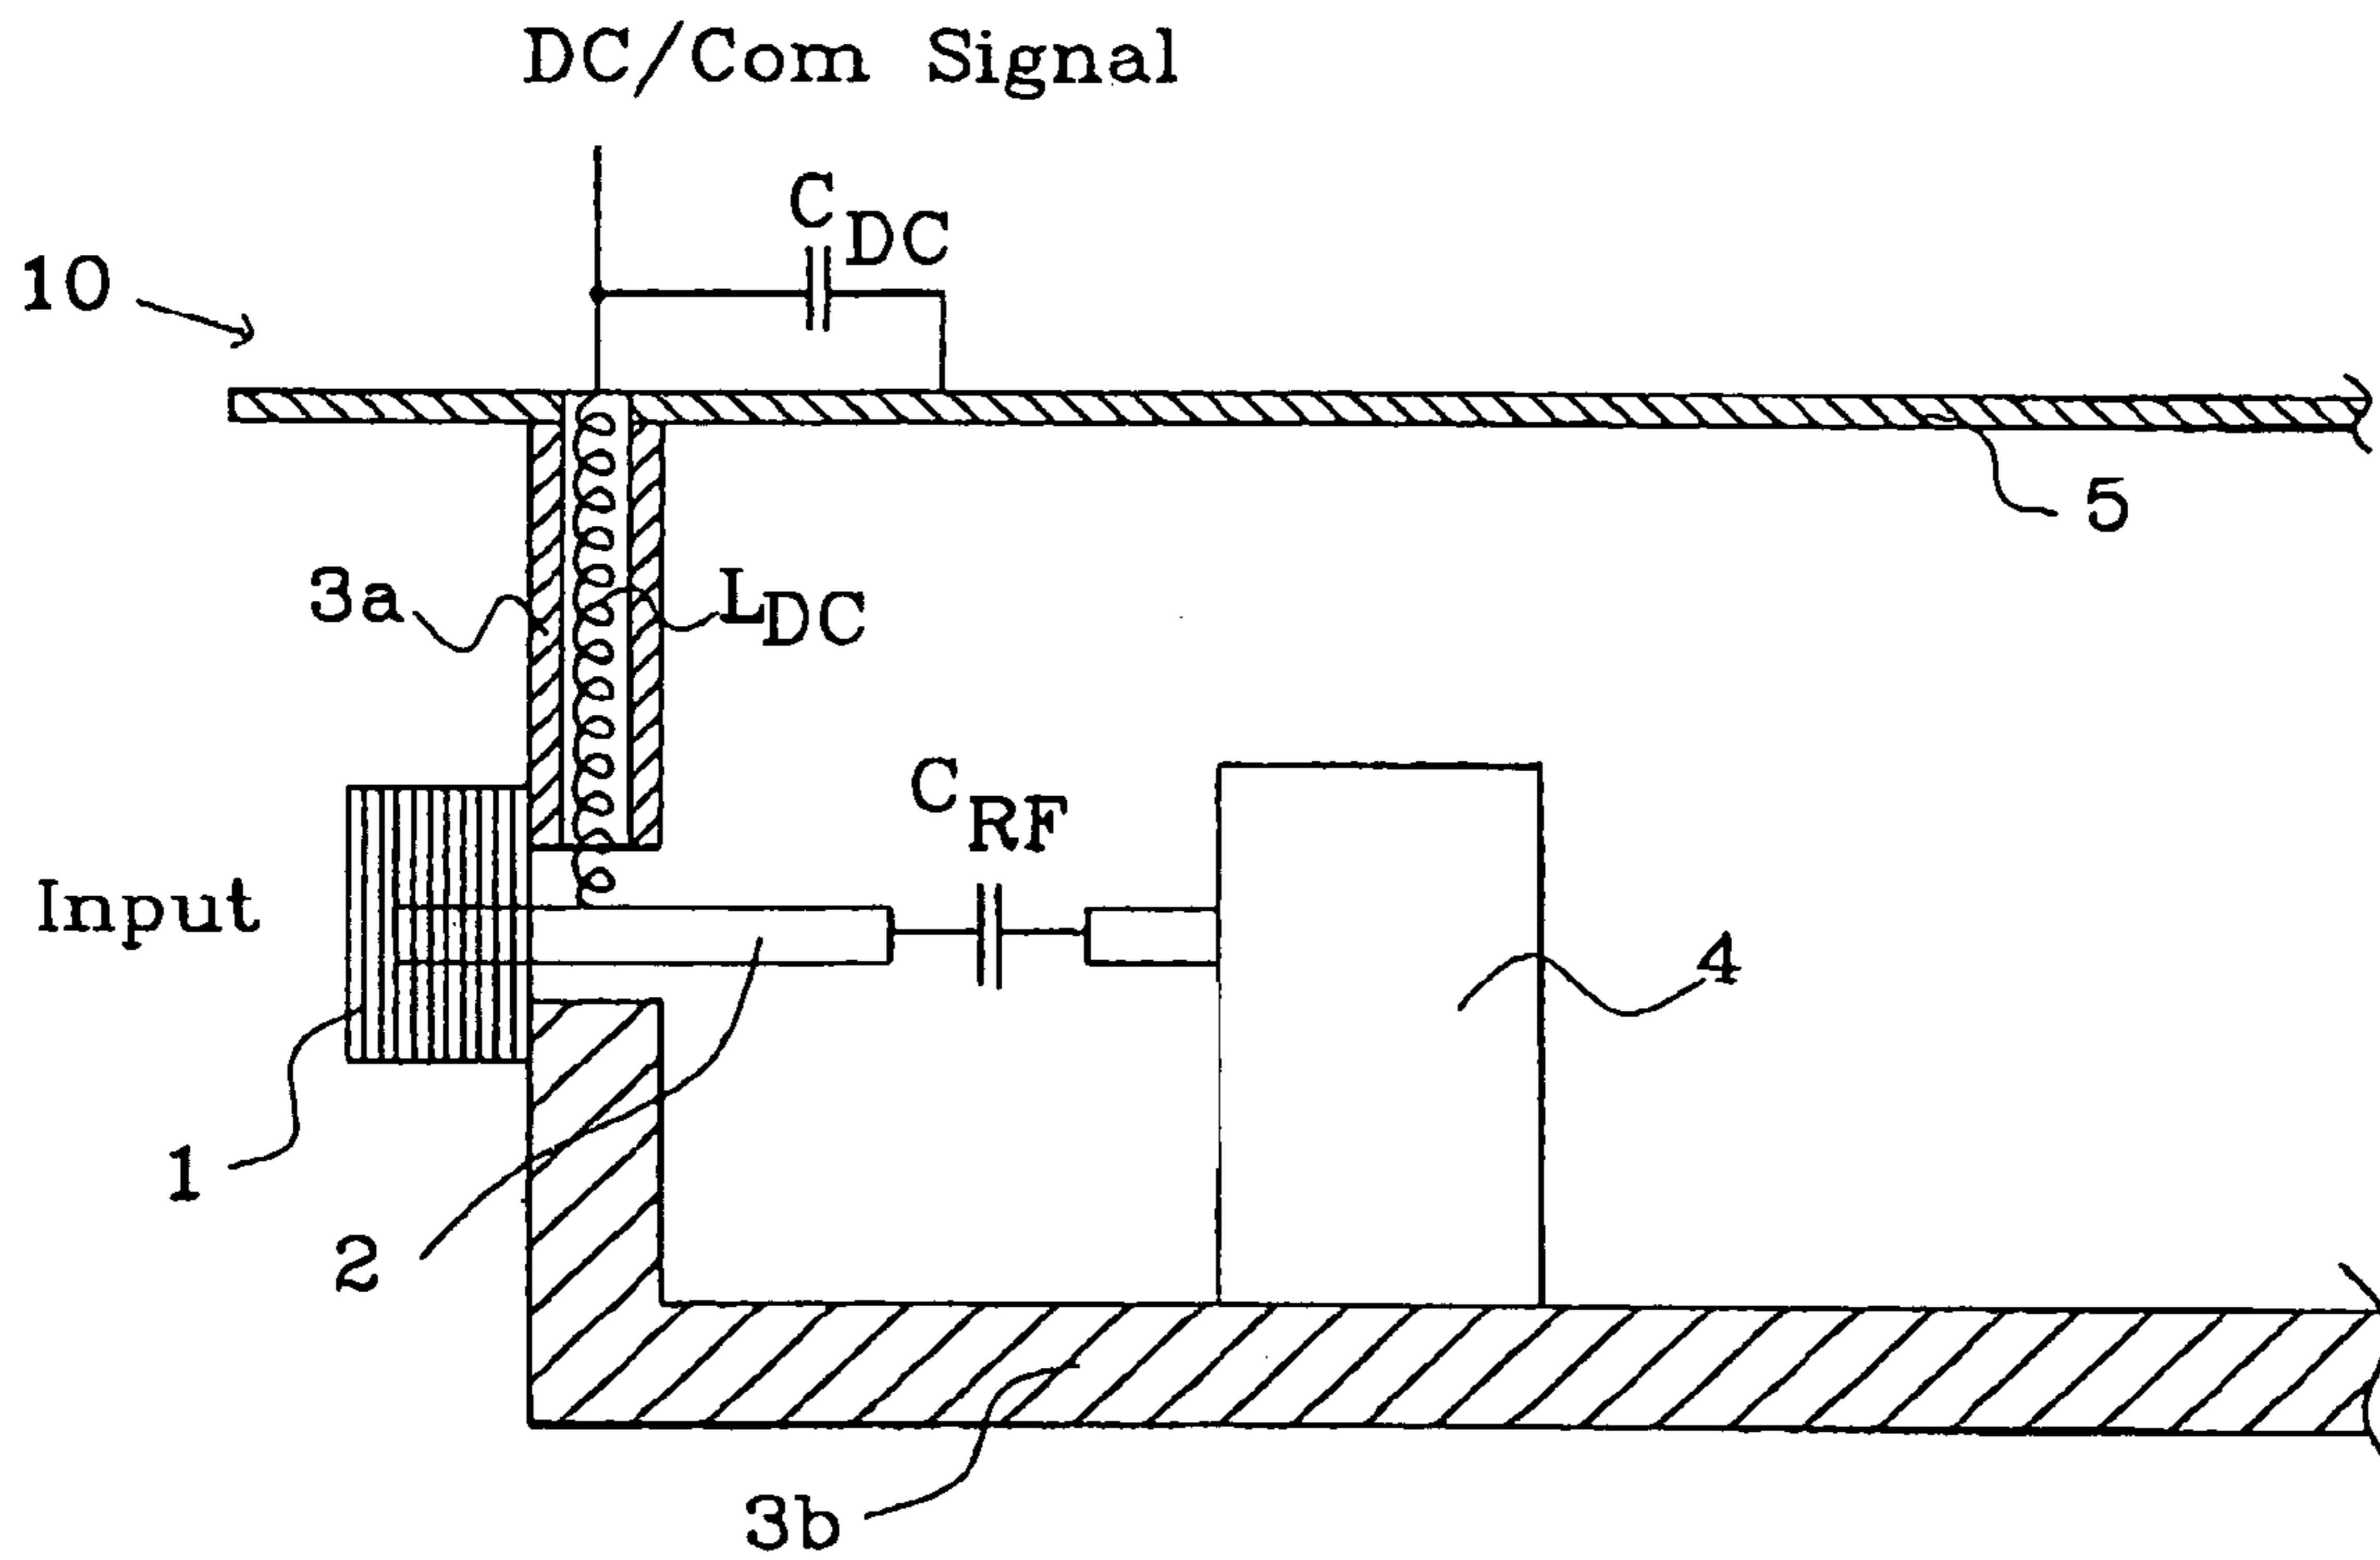 DC/Com Signal
C DC
10
5
3a
L DC
C RF
Input
4
1
2
3b